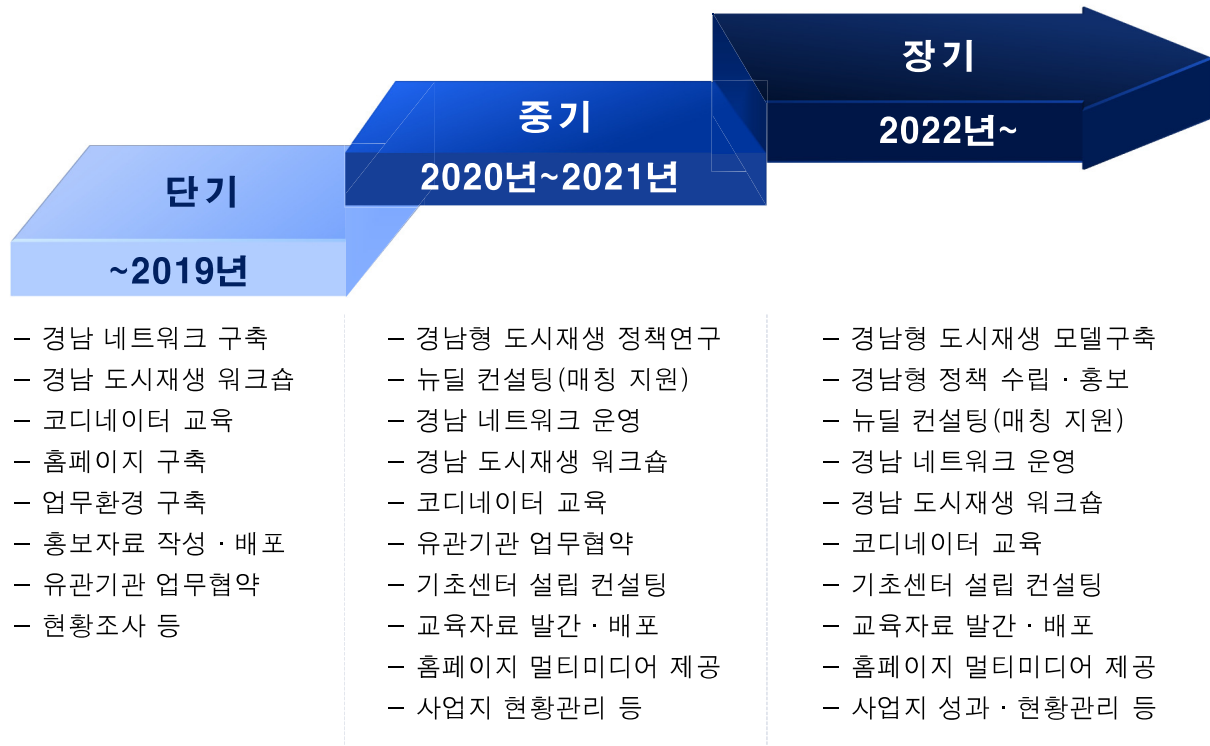 단기
~2019년
– 경남 네트워크 구축
– 경남 도시재생 워크숍
– 코디네이터 교육
– 홈페이지 구축
– 업무환경 구축
– 홍보자료 작성 · 배포
– 유관기관 업무협약
– 현황조사 등
중기
2020년~2021년
– 경남형 도시재생 정책연구
– 뉴딜 컨설팅(매칭 지원)
– 경남 네트워크 운영
– 경남 도시재생 워크숍
– 코디네이터 교육
– 유관기관 업무협약
– 기초센터 설립 컨설팅
– 교육자료 발간 · 배포
– 홈페이지 멀티미디어 제공
– 사업지 현황관리 등
장기
2022년~
– 경남형 도시재생 모델구축
– 경남형 정책 수립 · 홍보
– 뉴딜 컨설팅(매칭 지원)
– 경남 네트워크 운영
– 경남 도시재생 워크숍
– 코디네이터 교육
– 기초센터 설립 컨설팅
– 교육자료 발간 · 배포
– 홈페이지 멀티미디어 제공
– 사업지 성과 · 현황관리 등